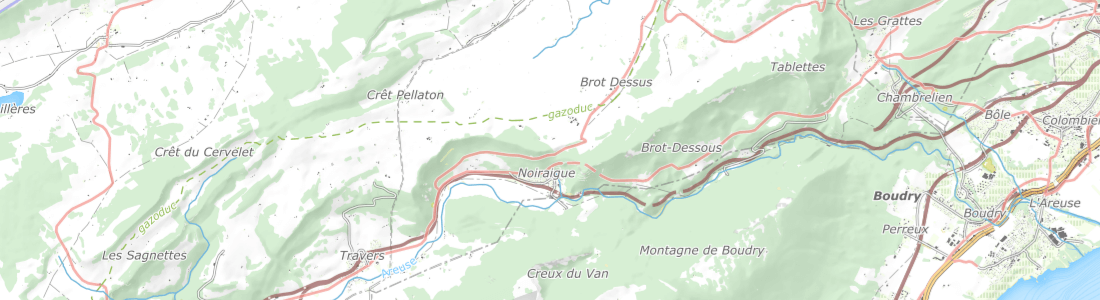 Les Grattes
Tablettes
Brot Dessus
Crêt Pellaton
Chambrelien
illères
gazoduc
Bôle
Colombier
Crêt du Cervelet
Brot-Dessous
Noiraigue
Boudry
L'Areuse
gazoduc
Boudry
Perreux
Les Sagnettes
Travers
Montagne de Boudry
Areuse
Creux du Van